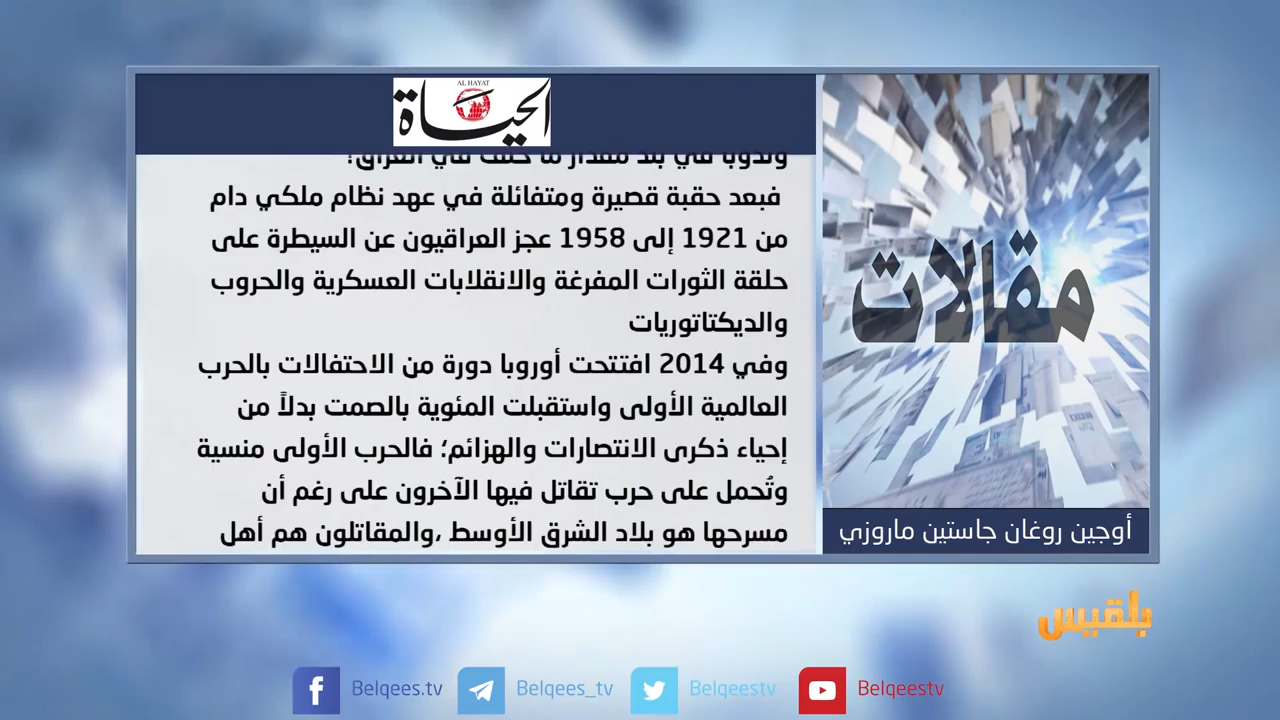 AL HAYAT
الحياة
فبعد حقبة قصيرة ومتفائلة في عهد نظام ملكي دام
من 1921 إلى 1958 عجز العراقيون عن السيطرة على
حلقة الثورات المفرغة والانقلابات العسكرية والحروب
والديكتاتوريات
وفي 2014 افتتحت أوروبا دورة من الاحتفالات بالحرب
العالمية الأولى واستقبلت المئوية بالصمت بدلاً من
إحياء ذكرى الانتصارات والهزائم؛ فالحرب الأولى منسية
وتُحمل على حرب تقاتل فيها الآخرون على رغم أن
مسرحها هو بلاد الشرق الأوسط ،والمقاتلون هم أهل
مقالات
أوجين روغان جاستين ماروزي
بلقيس
Belqees.tv
Belqees_tv
Belqeestv
Belqeestv